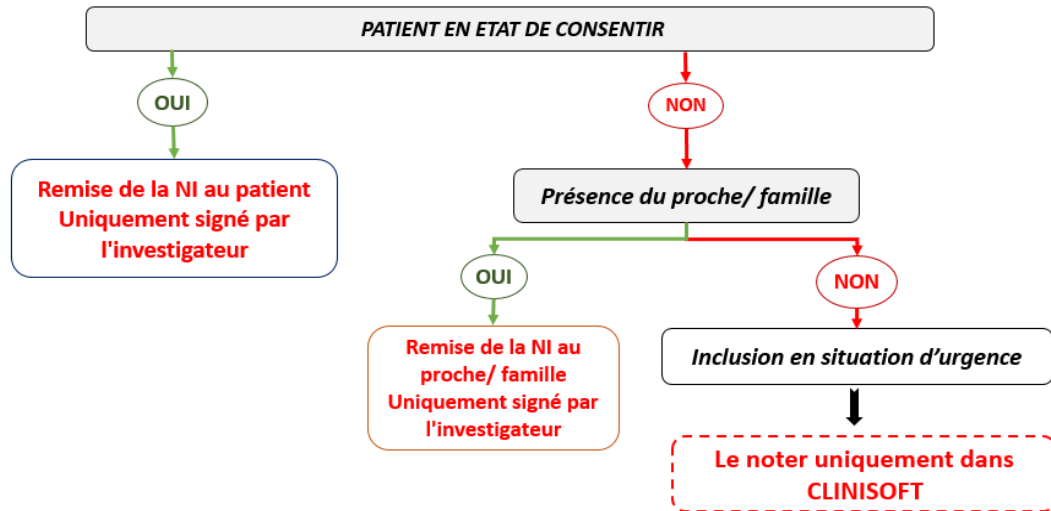 PATIENT EN ETAT DE CONSENTIR
OUI
NON
Remise de la NI au patient
Uniquement signé par
l'investigateur
Présence du proche/ famille
OUI
NON
Remise de la NI au
proche/ famille
Uniquement signé par
l'investigateur
Inclusion en situation d’urgence
Le noter uniquement dans
CLINISOFT